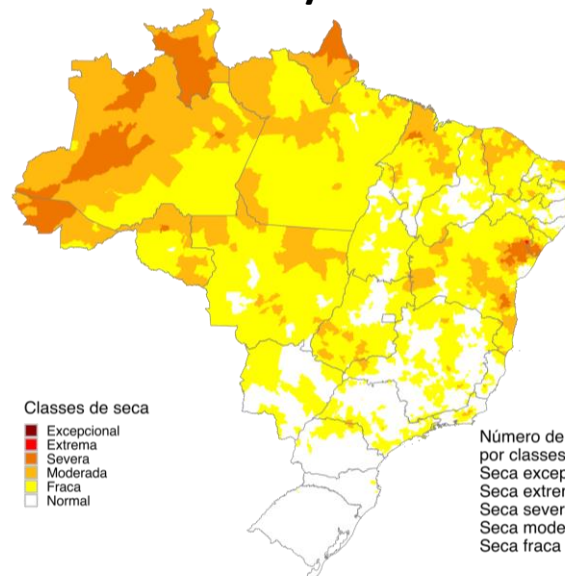 Classes de seca
Excepcional
Extrema
Severa
Moderada
Fraca
Normal
Número de
por classes
Seca excep
Seca extren
Seca sever
Seca mode
Seca fraca